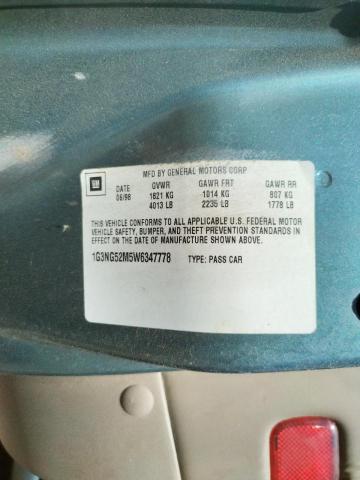 MFD BY GENERAL MOTORS CORP
GM
DATE GVWR GAWR FRT GAWR RR
06/98 1821 KG 1014 KG 807 KG
4013 LB 2235 LB 1778 LB
THIS VEHICLE CONFORMS TO ALL APPLICABLE U.S. FEDERAL MOTOR
VEHICLE SAFETY, BUMPER, AND THEFT PREVENTION STANDARDS IN
EFFECT ON THE DATE OF MANUFACTURE SHOWN ABOVE.
1G3NG52M5W6347778 TYPE: PASS CAR